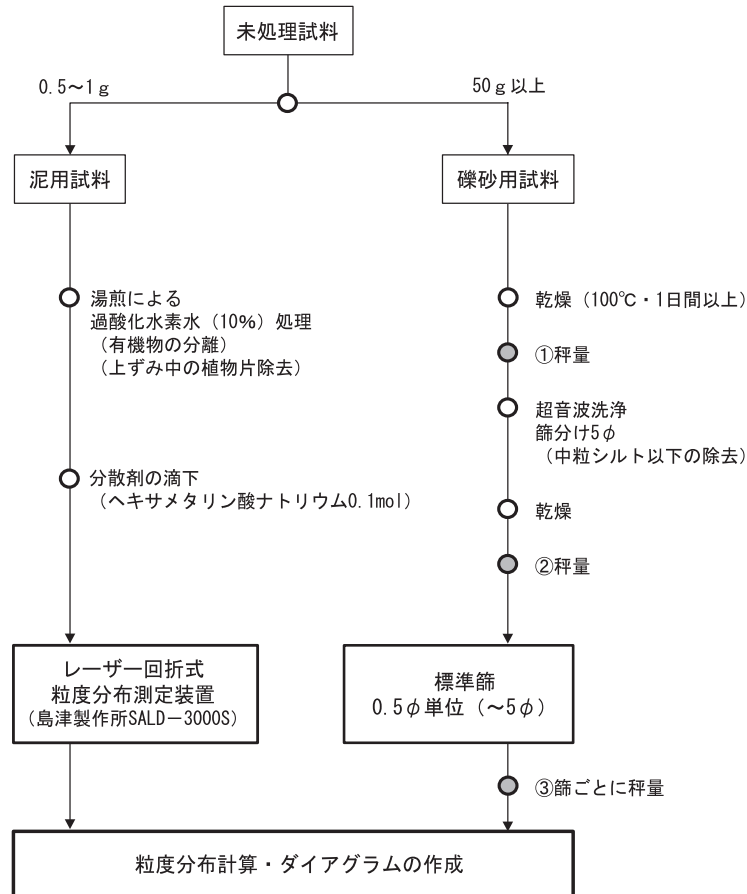 未処理試料
0.5～1ｇ
50ｇ以上
泥用試料
礫砂用試料
湯煎による
過酸化水素水（10%）処理
（有機物の分離）
（上ずみ中の植物片除去）
分散剤の滴下
（ヘキサメタリン酸ナトリウム0.1mol）
乾燥（100℃・1日間以上）
①秤量
超音波洗浄
篩分け5φ
（中粒シルト以下の除去）
乾燥
②秤量
レーザー回折式
粒度分布測定装置
（島津製作所SALD－3000S）
標準篩
0.5φ単位（～5φ）
③篩ごとに秤量
粒度分布計算・ダイアグラムの作成